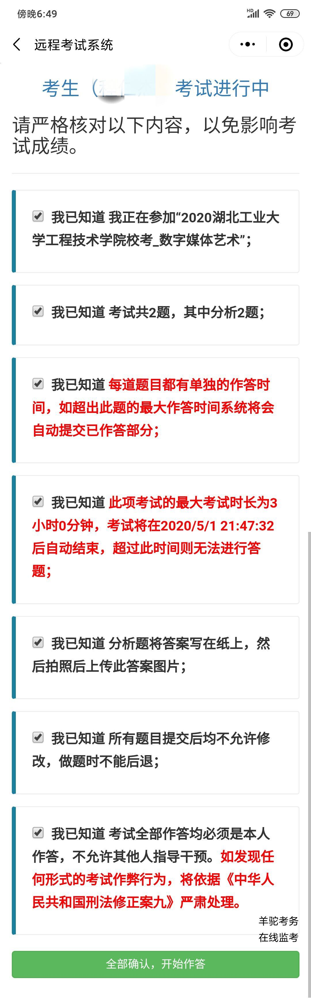 傍晚6:49
HD
69
远程考试系统
考生（ 考试进行中
请严格核对以下内容，以免影响考
试成绩。
我已知道 我正在参加“2020湖北工业大
学工程技术学院校考_数字媒体艺术”；
我已知道 考试共2题，其中分析2题；
我已知道 每道题目都有单独的作答时
间，如超出此题的最大作答时间系统将会
自动提交已作答部分；
我已知道 此项考试的最大考试时长为3
小时0分钟，考试将在2020/5/1 21:47:32
后自动结束，超过此时间则无法进行答
题；
我已知道 分析题将答案写在纸上，然
后拍照后上传此答案图片；
我已知道 所有题目提交后均不允许修
改，做题时不能后退；
我已知道 考试全部作答均必须是本人
作答，不允许其他人指导干预。如发现任
何形式的考试作弊行为，将依据《中华人
民共和国刑法修正案九》严肃处理。
羊驼考务
在线监考
全部确认，开始作答